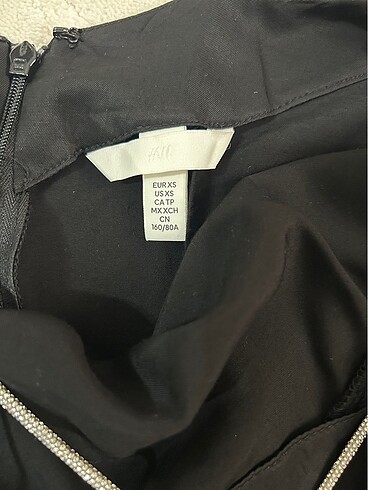 H&M
EUR XS
US XS
CA TP
MX XCH
CN
160/80A